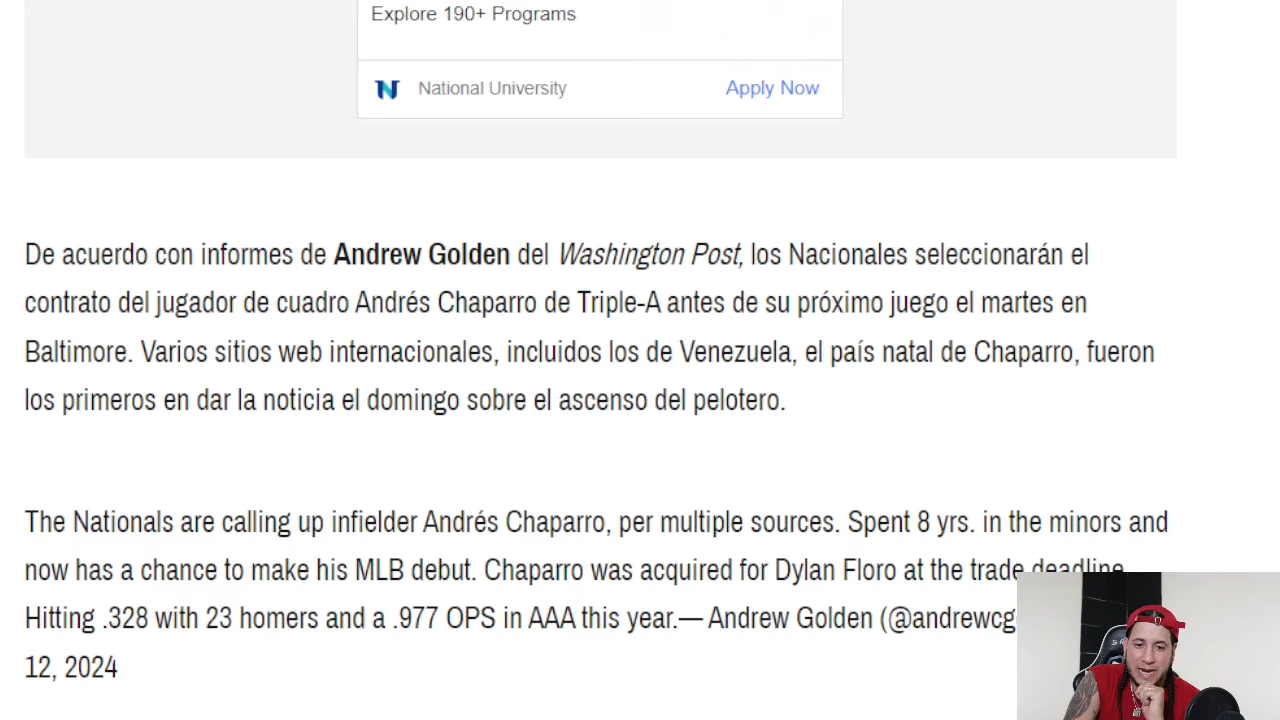 Explore 190+ Programs
National University
Apply Now
De acuerdo con informes de Andrew Golden del Washington Post, los Nacionales seleccionarán el
contrato del jugador de cuadro Andrés Chaparro de Triple-A antes de su próximo juego el martes en
Baltimore. Varios sitios web internacionales, incluidos los de Venezuela, el país natal de Chaparro, fueron
los primeros en dar la noticia el domingo sobre el ascenso del pelotero.
The Nationals are calling up infielder Andrés Chaparro, per multiple sources. Spent 8 yrs. in the minors and
now has a chance to make his MLB debut. Chaparro was acquired for Dylan Floro at the trade deadline
Hitting .328 with 23 homers and a .977 OPS in AAA this year.— Andrew Golden (@andrewcg
12, 2024